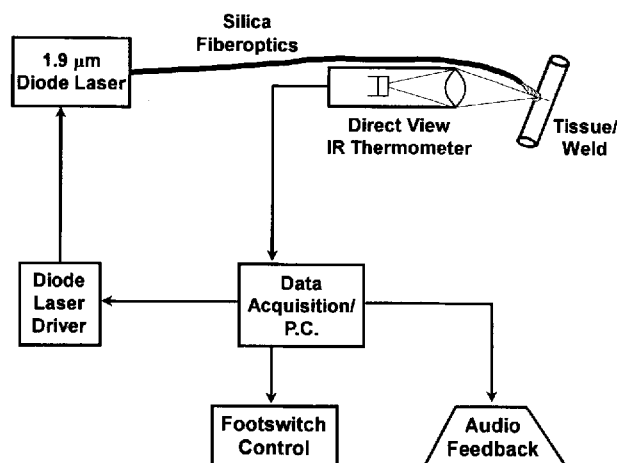 Silica
Fiberoptics
1.9 μm
Diode Laser
Direct View
IR Thermometer
Tissue/
Weld
Diode
Laser
Driver
Data
Acquisition/
P.C.
Footswitch
Control
Audio
Feedback